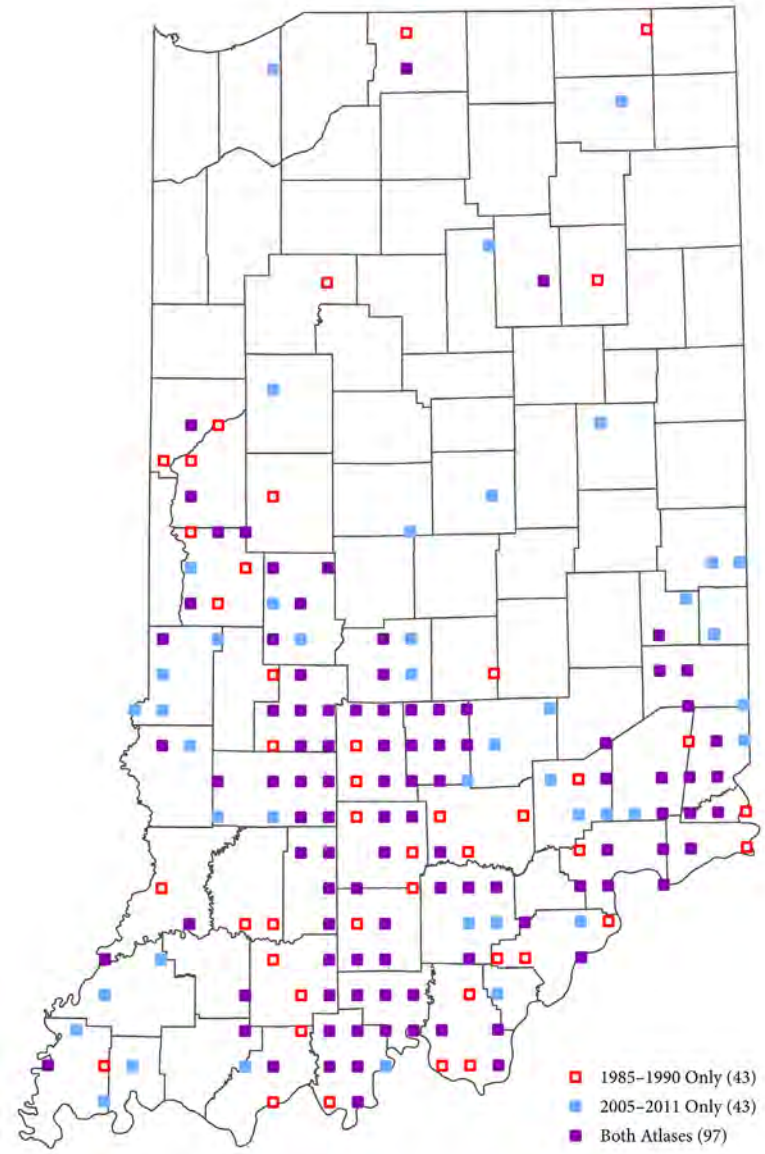 1985–1990 Only (43)
2005–2011 Only (43)
Both Atlases (97)